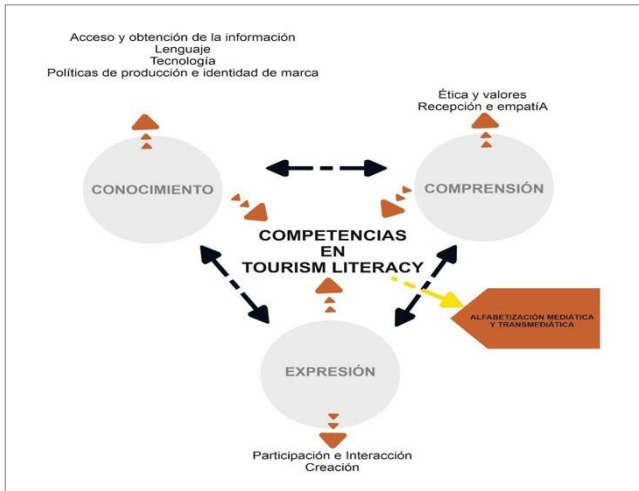 Acceso y obtención de la información
Lenguaje
Tecnología
Políticas de producción e identidad de marca
Ética y valores
Recepción e empatíA
CONOCIMIENTO
COMPRENSIÓN
COMPETENCIAS
EN
TOURISM LITERACY
ALFABETIZACIÓN MEDIÁTICA
Y TRANSMEDIÁTICA
EXPRESIÓN
Participación e Interacción
Creación